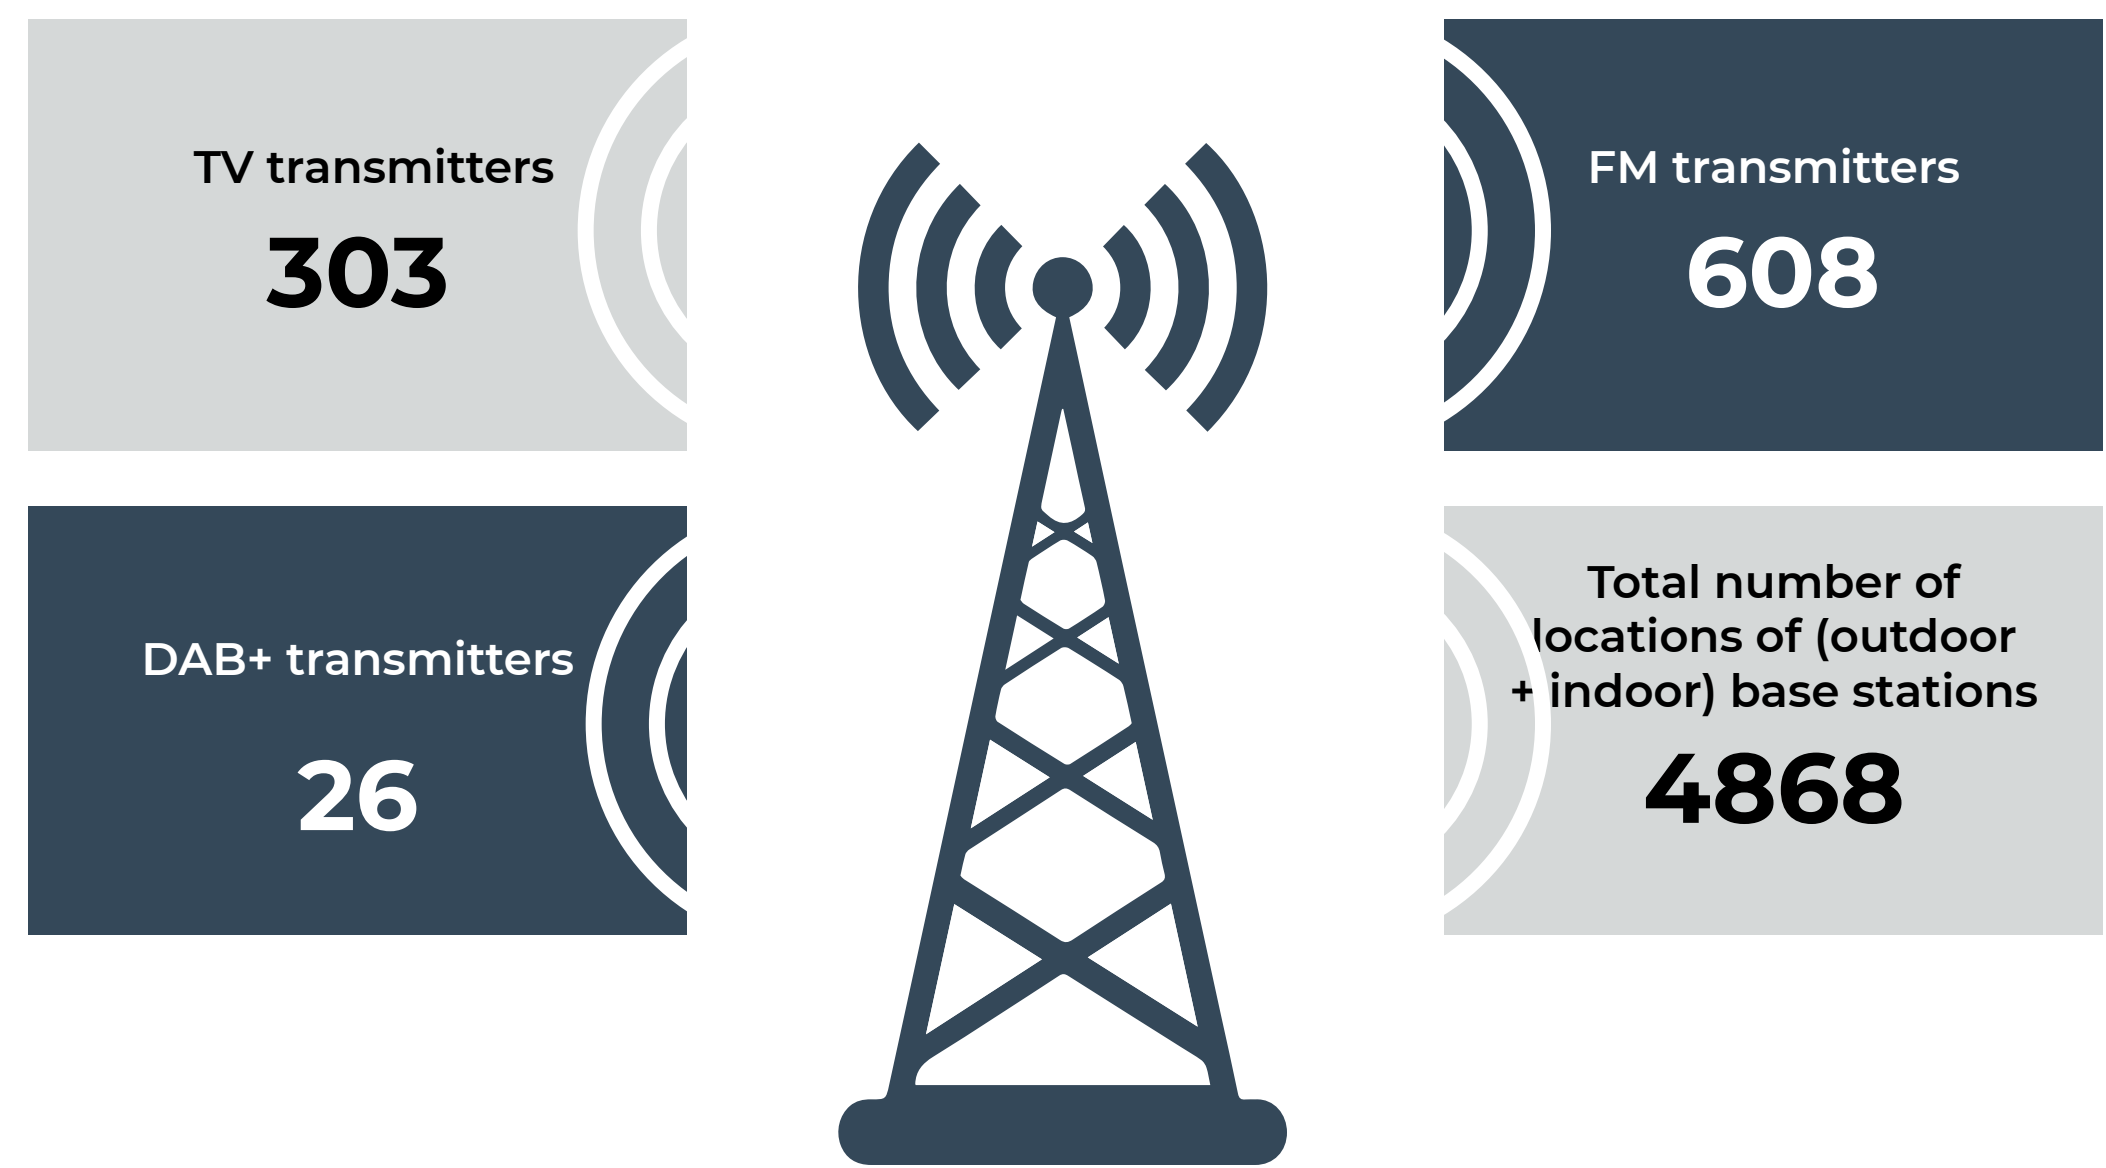 TV transmitters
303
FM transmitters
608
DAB+ transmitters
26
Total number of
locations of (outdoor
+ indoor) base stations
4868